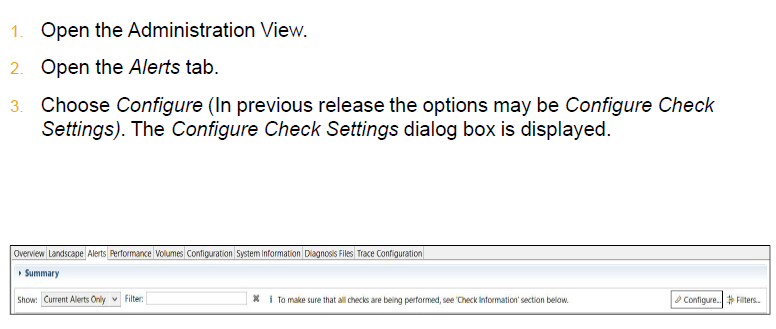 1. Open the Administration View.
2. Open the Alerts tab.
3. Choose Configure (In previous release the options may be Configure Check
Settings). The Configure Check Settings dialog box is displayed.
Overview Landscape Alerts Performance Volumes Configuration System Information Diagnosis Files Trace Configuration
Summary
Show: Current Alerts Only Filter: To make sure that all checks are being performed, see 'Check Information' section below. Configure... Filters...